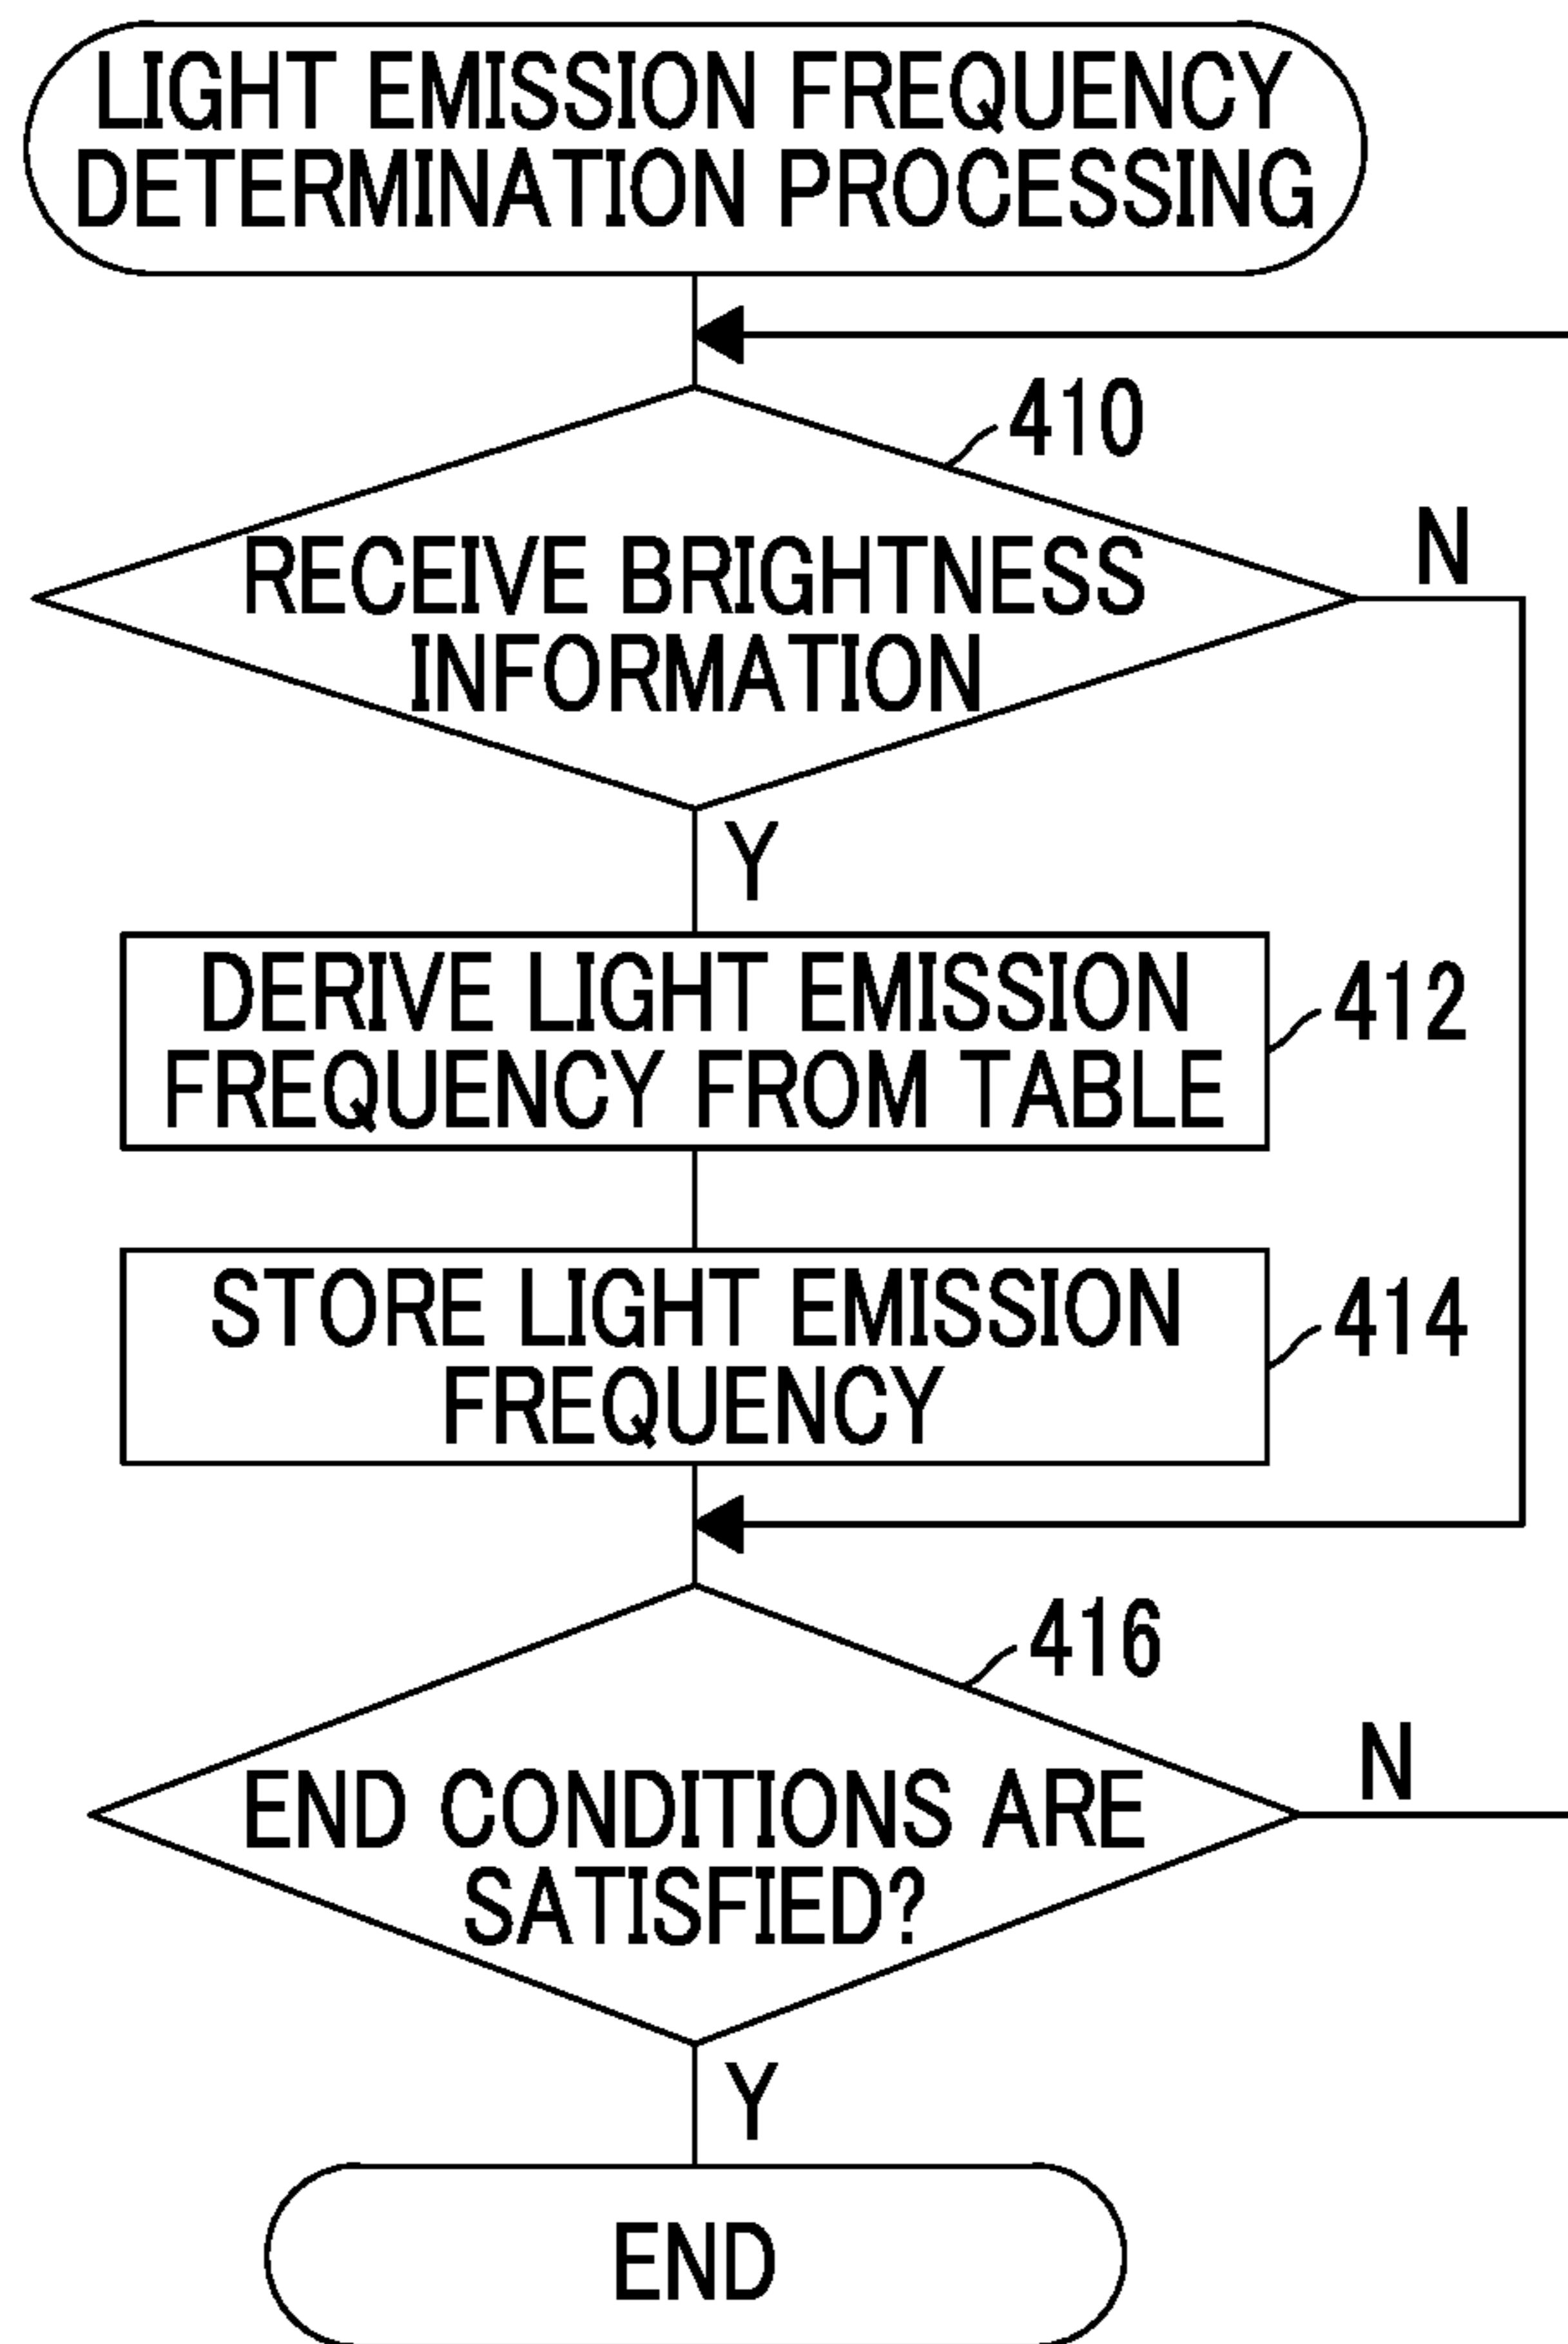 LIGHT EMISSION FREQUENCY
DETERMINATION PROCESSING
410
N
RECEIVE BRIGHTNESS
INFORMATION
Y
DERIVE LIGHT EMISSION
FREQUENCY FROM TABLE
412
STORE LIGHT EMISSION
FREQUENCY
414
416
N
END CONDITIONS ARE
SATISFIED?
Y
END